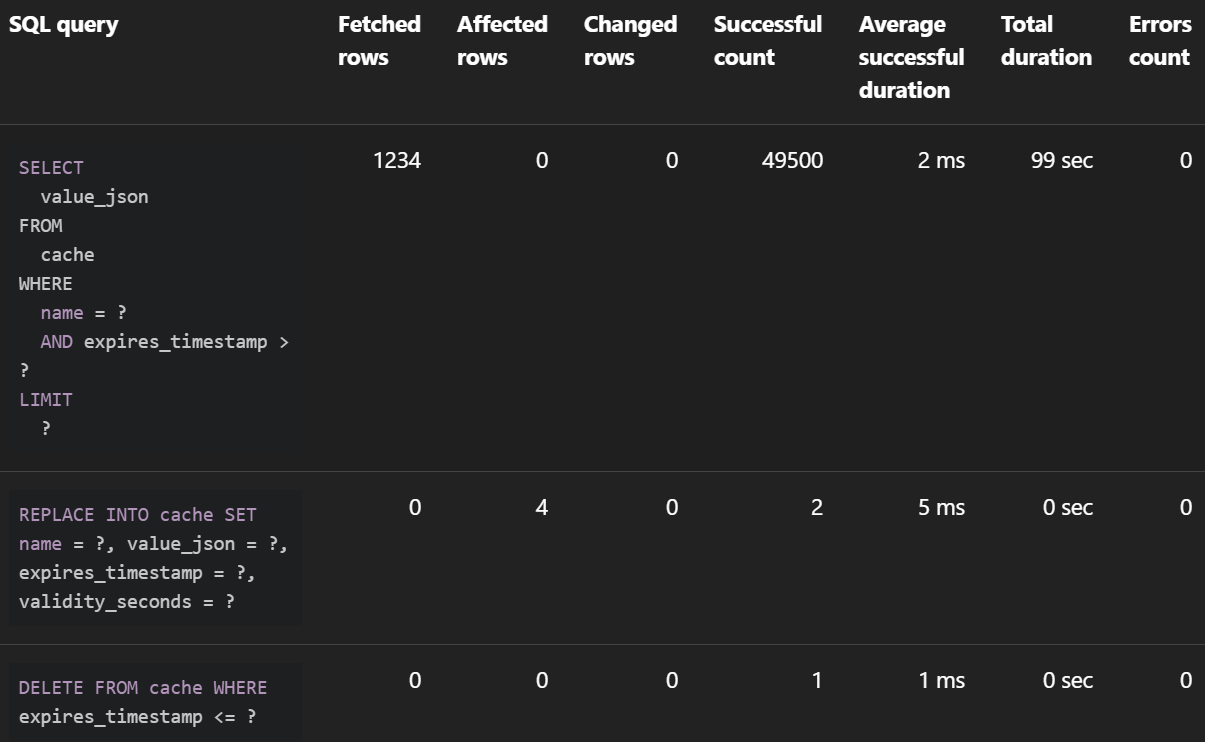 SQL query Fetched rows Affected rows Changed rows Successful count Average successful duration Total duration Errors count
SELECT 1234 0 0 49500 2 ms 99 sec 0
value_json
FROM
cache
WHERE
name = ?
AND expires_timestamp >
?
LIMIT
?
REPLACE INTO cache SET 0 4 0 2 5 ms 0 sec 0
name = ?, value_json = ?,
expires_timestamp = ?,
validity_seconds = ?
DELETE FROM cache WHERE 0 0 0 1 1 ms 0 sec 0
expires_timestamp <= ?